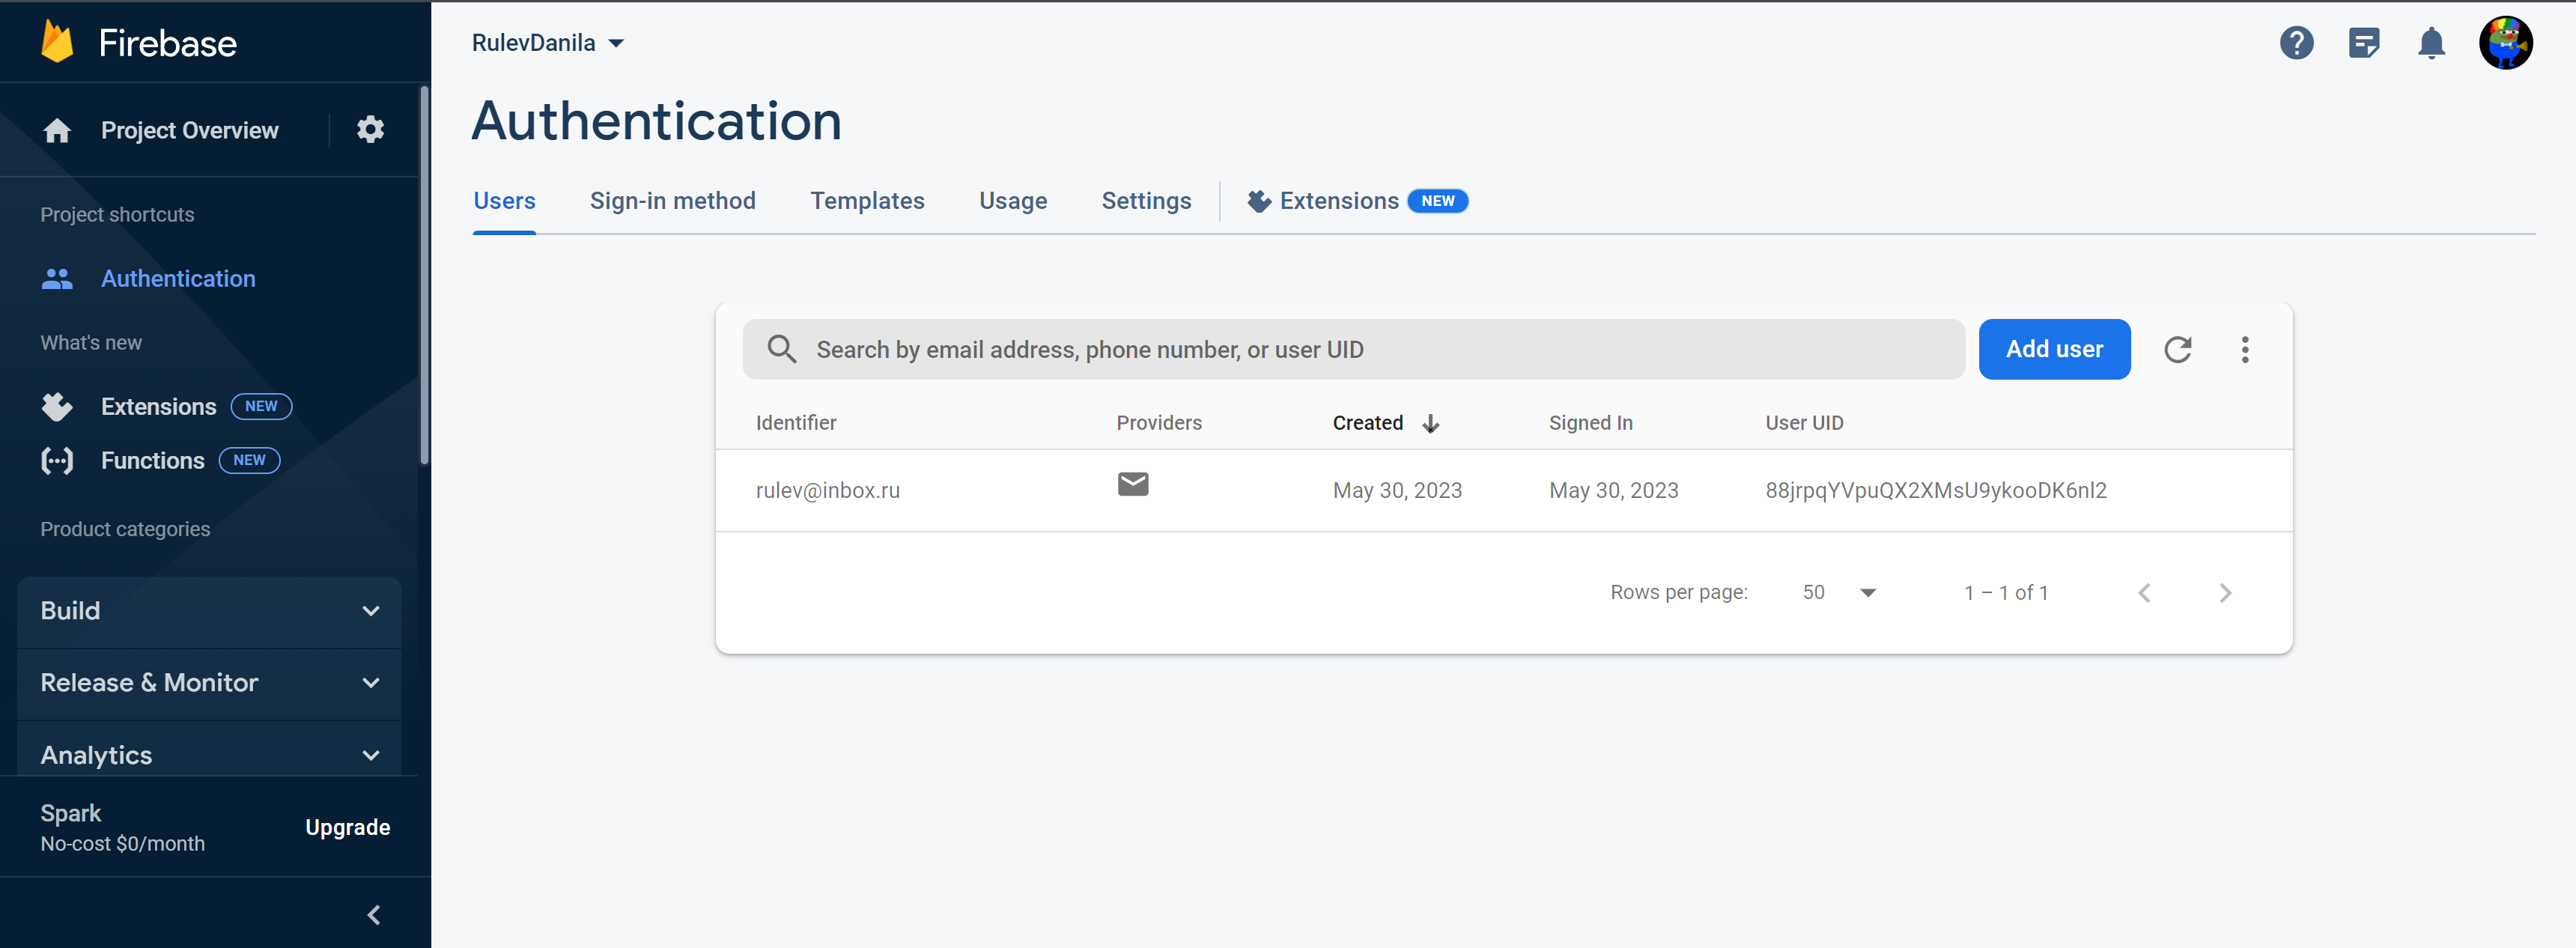 Firebase
Project Overview
Project shortcuts
Authentication
What's new
Extensions NEW
Functions NEW
Product categories
Build
Release & Monitor
Analytics
Spark
No-cost $0/month
Upgrade
RulevDanila
Authentication
Users Sign-in method Templates Usage Settings Extensions NEW
Search by email address, phone number, or user UID
Add user
Identifier Providers Created Signed In User UID
rulev@inbox.ru May 30, 2023 May 30, 2023 88jrpqYVpuQX2XMsU9ykooDK6nl2
Rows per page: 50 1 – 1 of 1